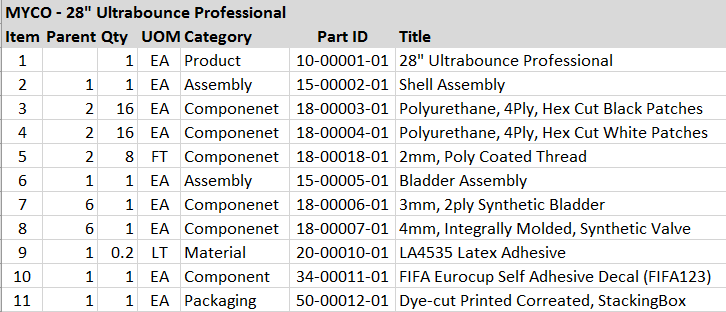 MYCO - 28" Ultrabounce Professional
Item Parent Qty UOM Category Part ID Title
1 1 EA Product 10-00001-01 28" Ultrabounce Professional
2 1 1 EA Assembly 15-00002-01 Shell Assembly
3 2 16 EA Componenet 18-00003-01 Polyurethane, 4Ply, Hex Cut Black Patches
4 2 16 EA Componenet 18-00004-01 Polyurethane, 4Ply, Hex Cut White Patches
5 2 8 FT Componenet 18-00018-01 2mm, Poly Coated Thread
6 1 1 EA Assembly 15-00005-01 Bladder Assembly
7 6 1 EA Componenet 18-00006-01 3mm, 2ply Synthetic Bladder
8 6 1 EA Componenet 18-00007-01 4mm, Integrally Molded, Synthetic Valve
9 1 0.2 LT Material 20-00010-01 LA4535 Latex Adhesive
10 1 1 EA Component 34-00011-01 FIFA Eurocup Self Adhesive Decal (FIFA123)
11 1 1 EA Packaging 50-00012-01 Dye-cut Printed Correated, StackingBox